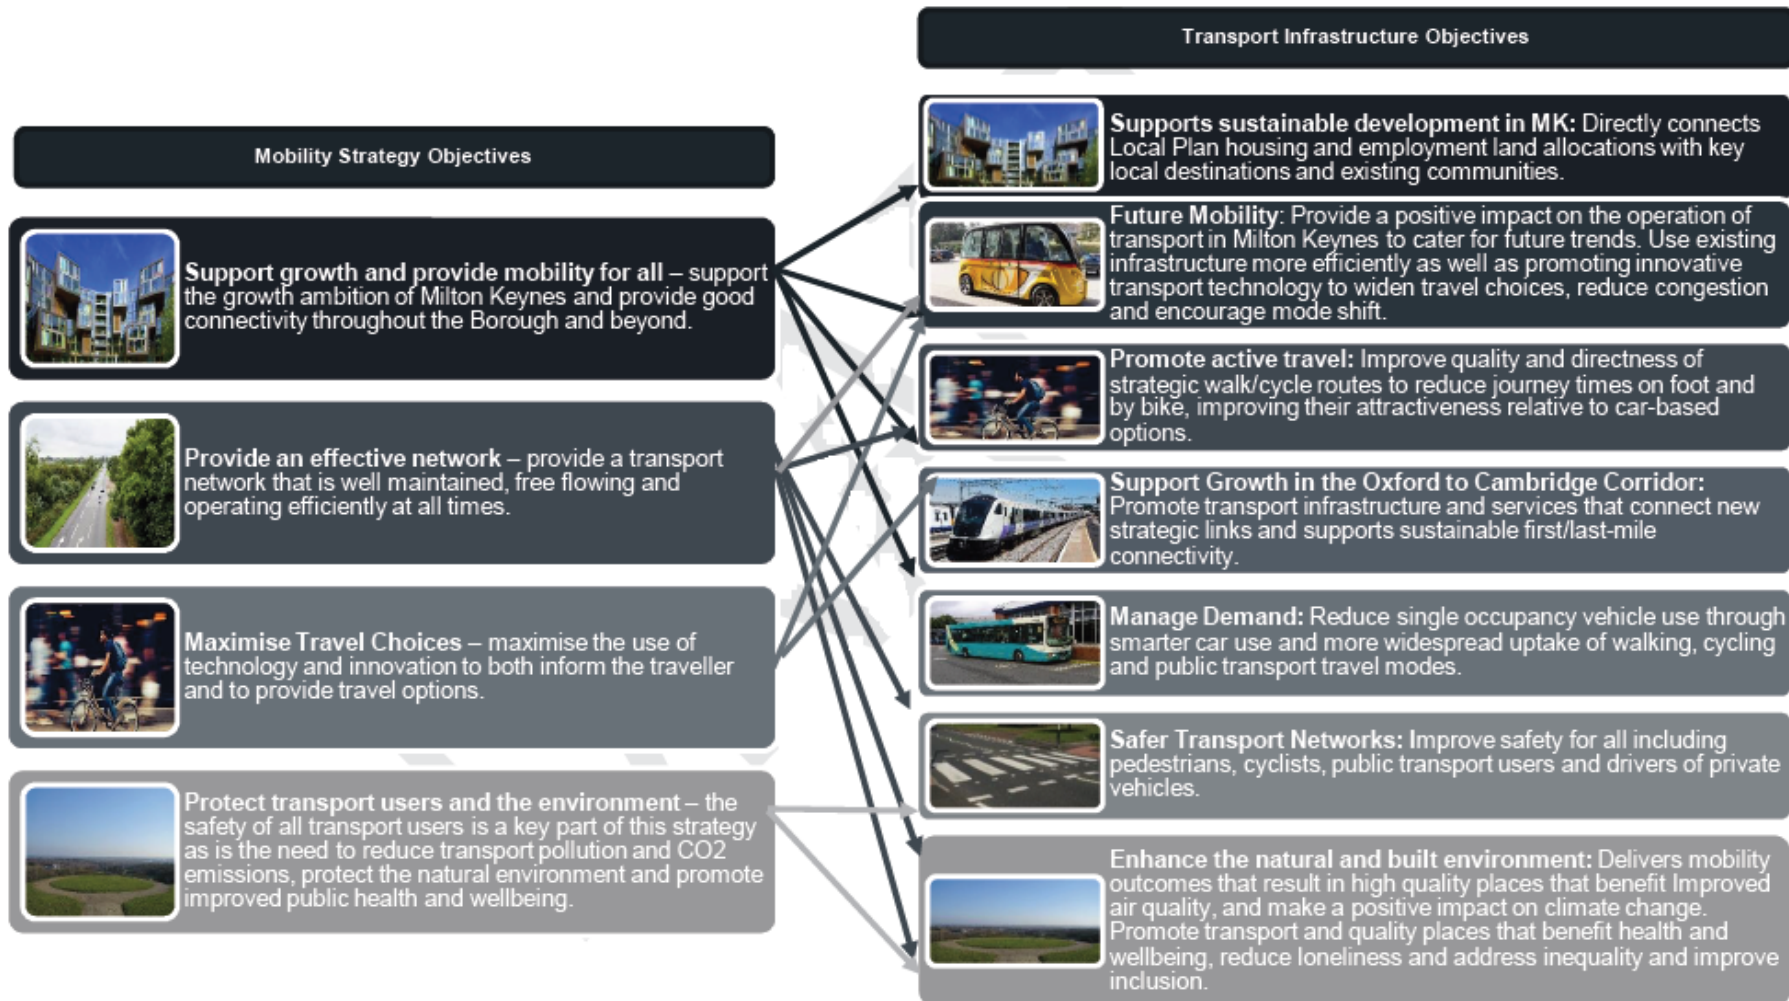 Mobility Strategy Objectives
Support growth and provide mobility for all – support
the growth ambition of Milton Keynes and provide good
connectivity throughout the Borough and beyond.
Provide an effective network – provide a transport
network that is well maintained, free flowing and
operating efficiently at all times.
Maximise Travel Choices – maximise the use of
technology and innovation to both inform the traveller
and to provide travel options.
Protect transport users and the environment – the
safety of all transport users is a key part of this strategy
as is the need to reduce transport pollution and CO2
emissions, protect the natural environment and promote
improved public health and wellbeing.
Transport Infrastructure Objectives
Supports sustainable development in MK: Directly connects
Local Plan housing and employment land allocations with key
local destinations and existing communities.
Future Mobility: Provide a positive impact on the operation of
transport in Milton Keynes to cater for future trends. Use existing
infrastructure more efficiently as well as promoting innovative
transport technology to widen travel choices, reduce congestion
and encourage mode shift.
Promote active travel: Improve quality and directness of
strategic walk/cycle routes to reduce journey times on foot and
by bike, improving their attractiveness relative to car-based
options.
Support Growth in the Oxford to Cambridge Corridor:
Promote transport infrastructure and services that connect new
strategic links and supports sustainable first/last-mile
connectivity.
Manage Demand: Reduce single occupancy vehicle use through
smarter car use and more widespread uptake of walking, cycling
and public transport travel modes.
Safer Transport Networks: Improve safety for all including
pedestrians, cyclists, public transport users and drivers of private
vehicles.
Enhance the natural and built environment: Delivers mobility
outcomes that result in high quality places that benefit Improved
air quality, and make a positive impact on climate change.
Promote transport and quality places that benefit health and
wellbeing, reduce loneliness and address inequality and improve
inclusion.